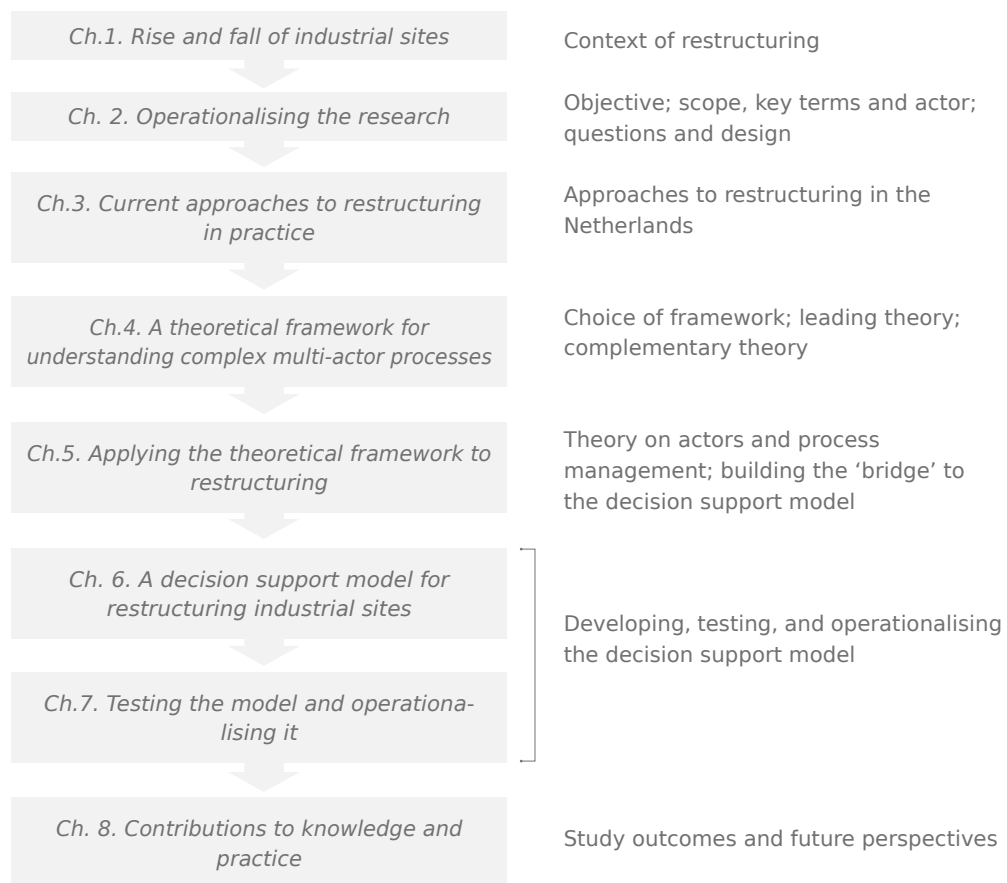 Ch.1. Rise and fall of industrial sites
Context of restructuring
Ch. 2. Operationalising the research
Objective; scope, key terms and actor;
questions and design
Ch.3. Current approaches to restructuring
in practice
Approaches to restructuring in the
Netherlands
Ch.4. A theoretical framework for
understanding complex multi-actor processes
Choice of framework; leading theory;
complementary theory
Ch.5. Applying the theoretical framework to
restructuring
Theory on actors and process
management; building the ‘bridge’ to
the decision support model
Ch. 6. A decision support model for
restructuring industrial sites
Ch.7. Testing the model and operationa-
lising it
Developing, testing, and operationalising
the decision support model
Ch. 8. Contributions to knowledge and
practice
Study outcomes and future perspectives